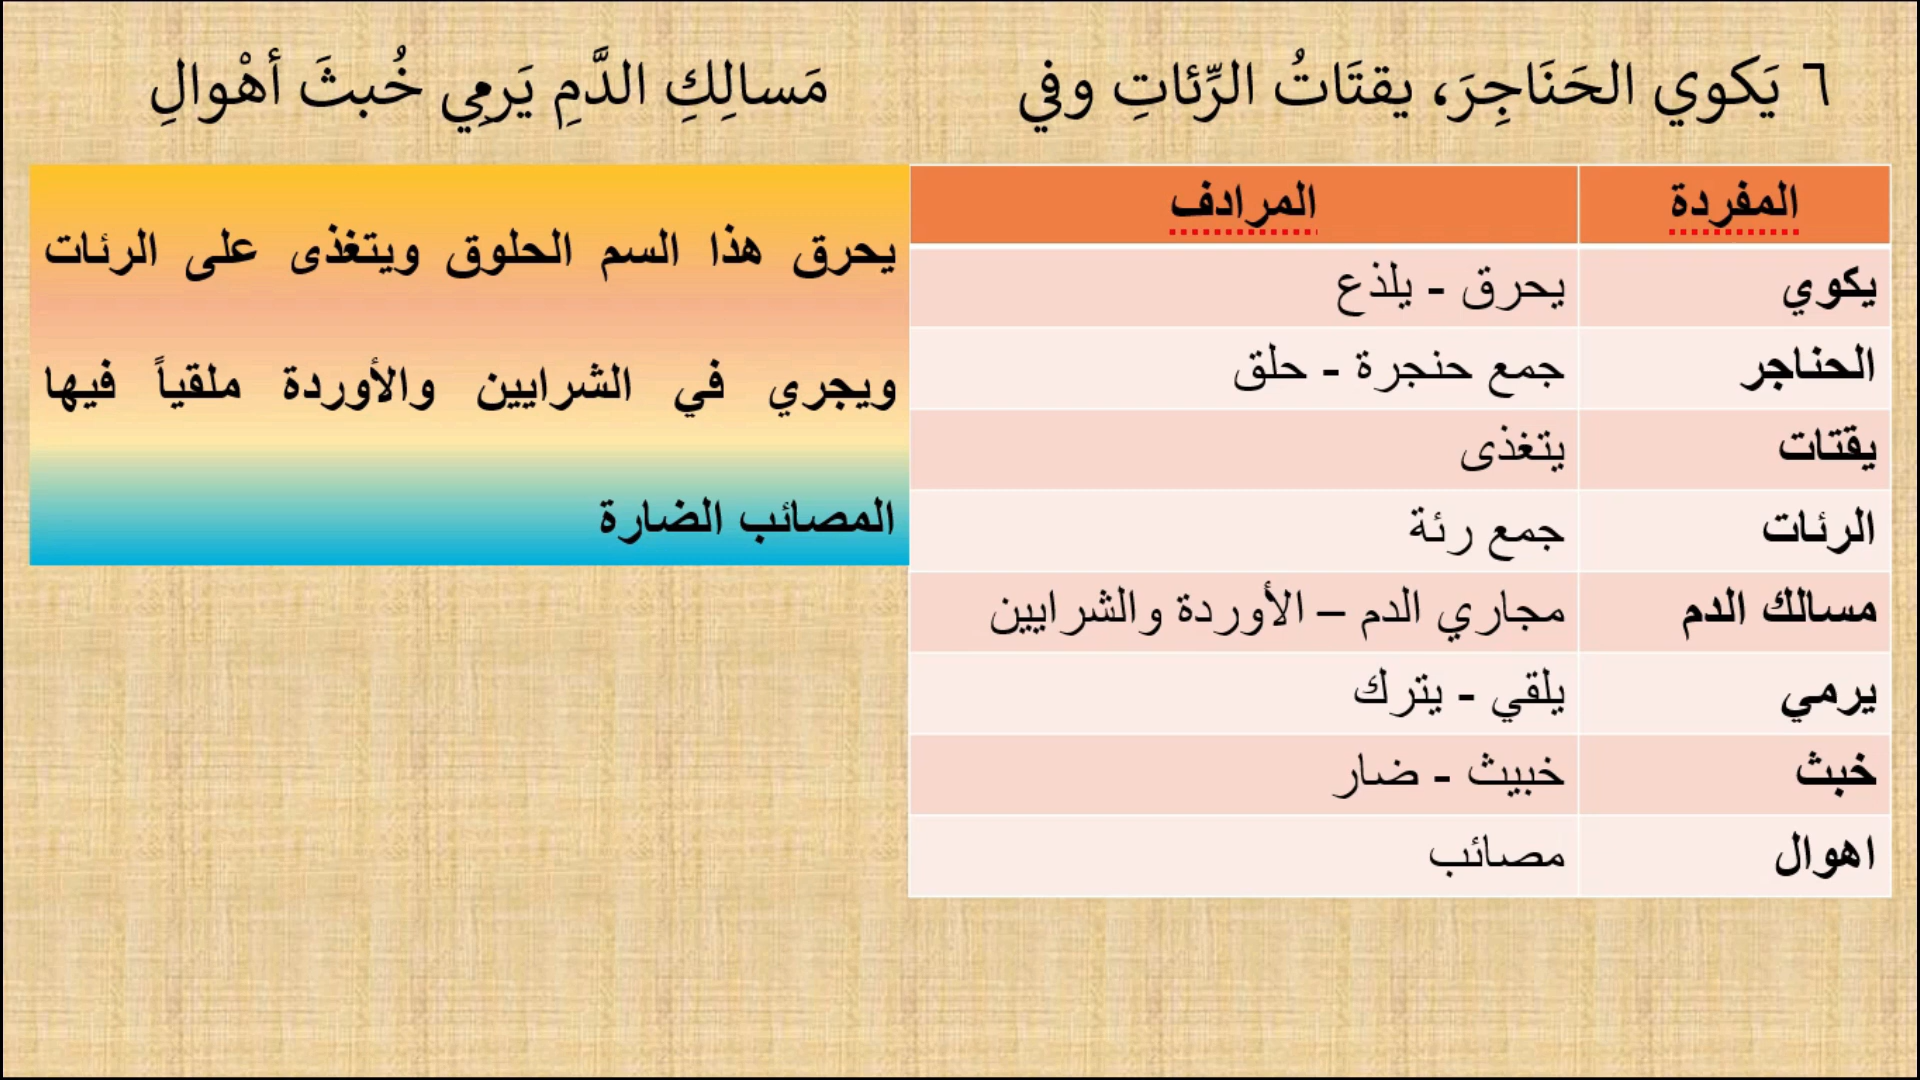 ٦ يَكوي الحَنَاجِرَ، يقتَاتُ الرِّئاتِ وفي مَسالِكِ الدَّمِ يَرمِي خُبثَ أهْوالِ
المفردة المرادف
يكوي يحرق - يلذع
الحناجر جمع حنجرة - حلق
يقتات يتغذى
الرئات جمع رئة
مسالك الدم مجاري الدم – الأوردة والشرايين
يرمي يلقي - يترك
خبث خبيث - ضار
اهوال مصائب
يحرق هذا السم الحلوق ويتغذى على الرئات
ويجري في الشرايين والأوردة ملقياً فيها
المصائب الضارة